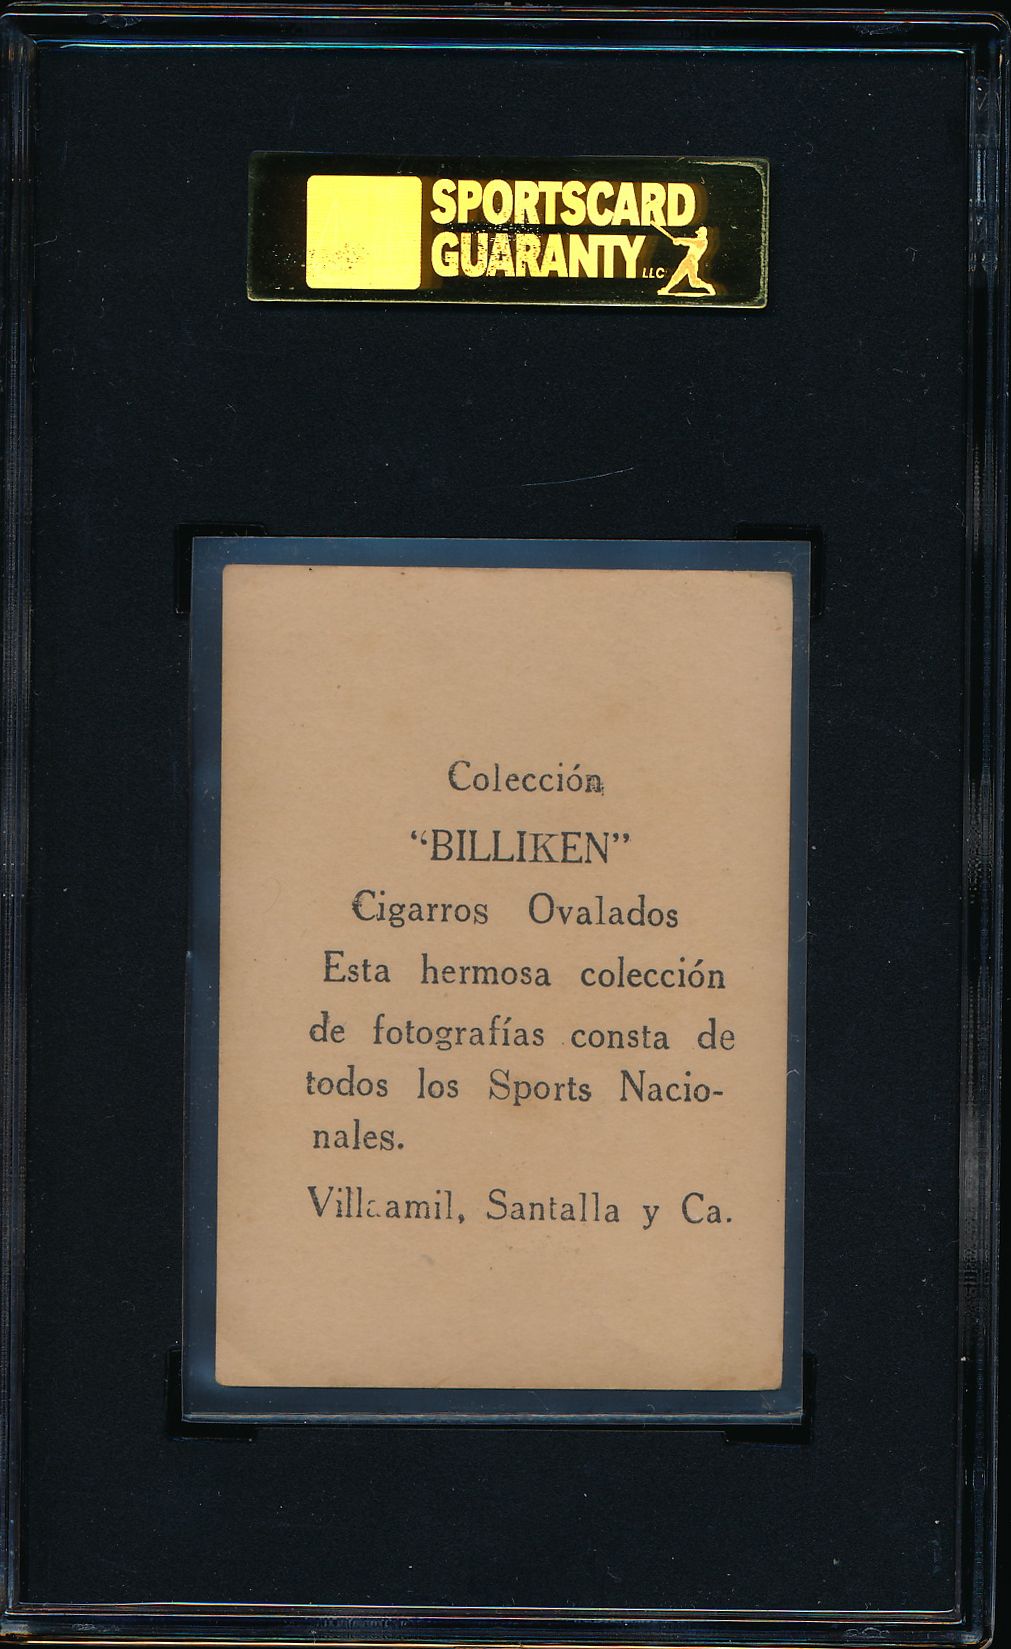 SPORTSCARD
GUARANTY LLC
Colección
“BILLIKEN”
Cigarros Ovalados
Esta hermosa colección
de fotografías consta de
todos los Sports Nacio-
nales.
Villaamil, Santalla y Ca.